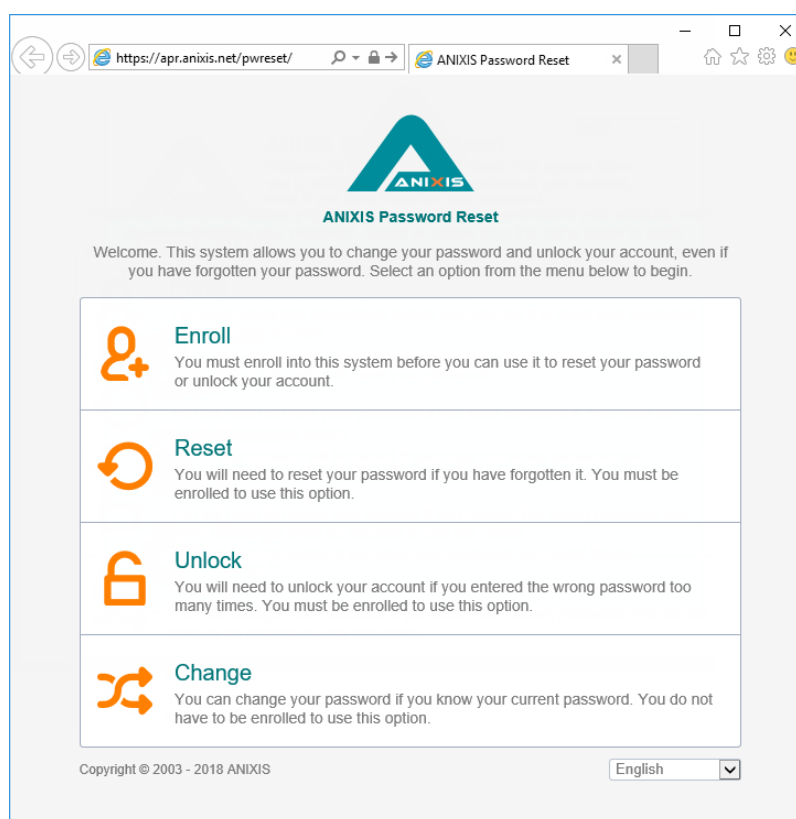 https://apr.anixis.net/pwreset/
ANIXIS Password Reset
ANIXIS
ANIXIS Password Reset
Welcome. This system allows you to change your password and unlock your account, even if
you have forgotten your password. Select an option from the menu below to begin.
Enroll
You must enroll into this system before you can use it to reset your password
or unlock your account.
Reset
You will need to reset your password if you have forgotten it. You must be
enrolled to use this option.
Unlock
You will need to unlock your account if you entered the wrong password too
many times. You must be enrolled to use this option.
Change
You can change your password if you know your current password. You do not
have to be enrolled to use this option.
Copyright © 2003 - 2018 ANIXIS
English